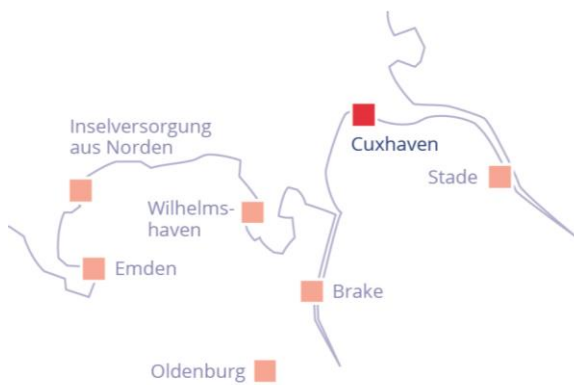 Inselversorgung
aus Norden
Cuxhaven
Stade
Wilhelms-
haven
Emden
Brake
Oldenburg